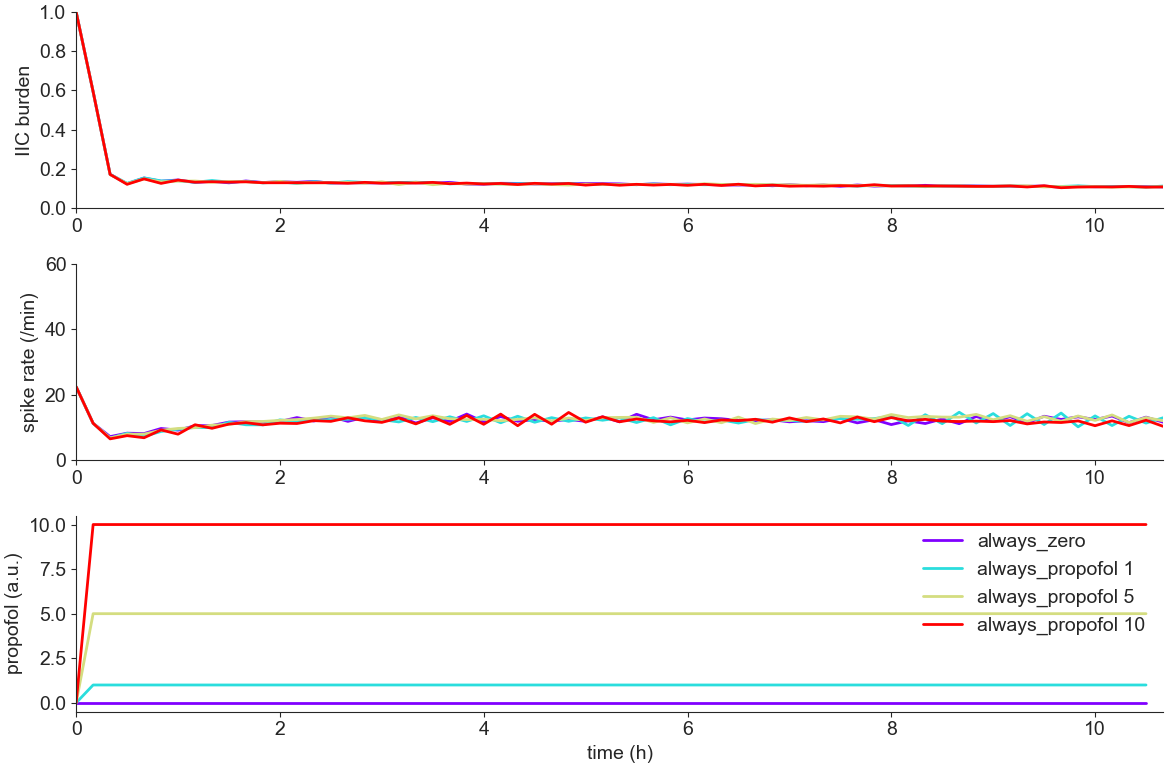 IIC burden
1.0
0.8
0.6
0.4
0.2
0.0
0 2 4 6 8 10
spike rate (/min)
60
40
20
0
0 2 4 6 8 10
propofol (a.u.)
10.0
7.5
5.0
2.5
0.0
always_zero
always_propofol 1
always_propofol 5
always_propofol 10
0 2 4 6 8 10
time (h)